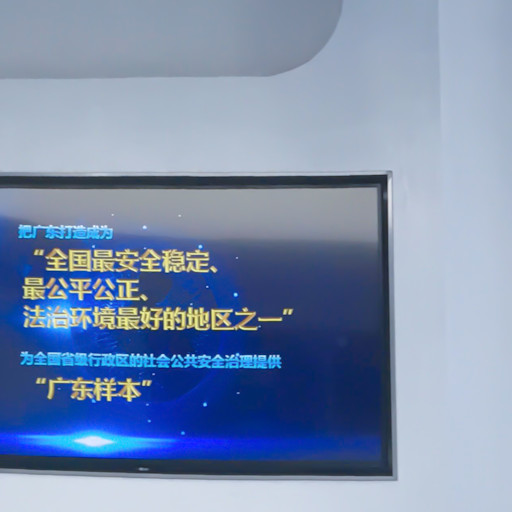 把广东打造成为
“全国最安全稳定、
最公平公正、
法治环境最好的地区之一”
为全国省级行政区的社会公共安全治理提供
“广东样本”